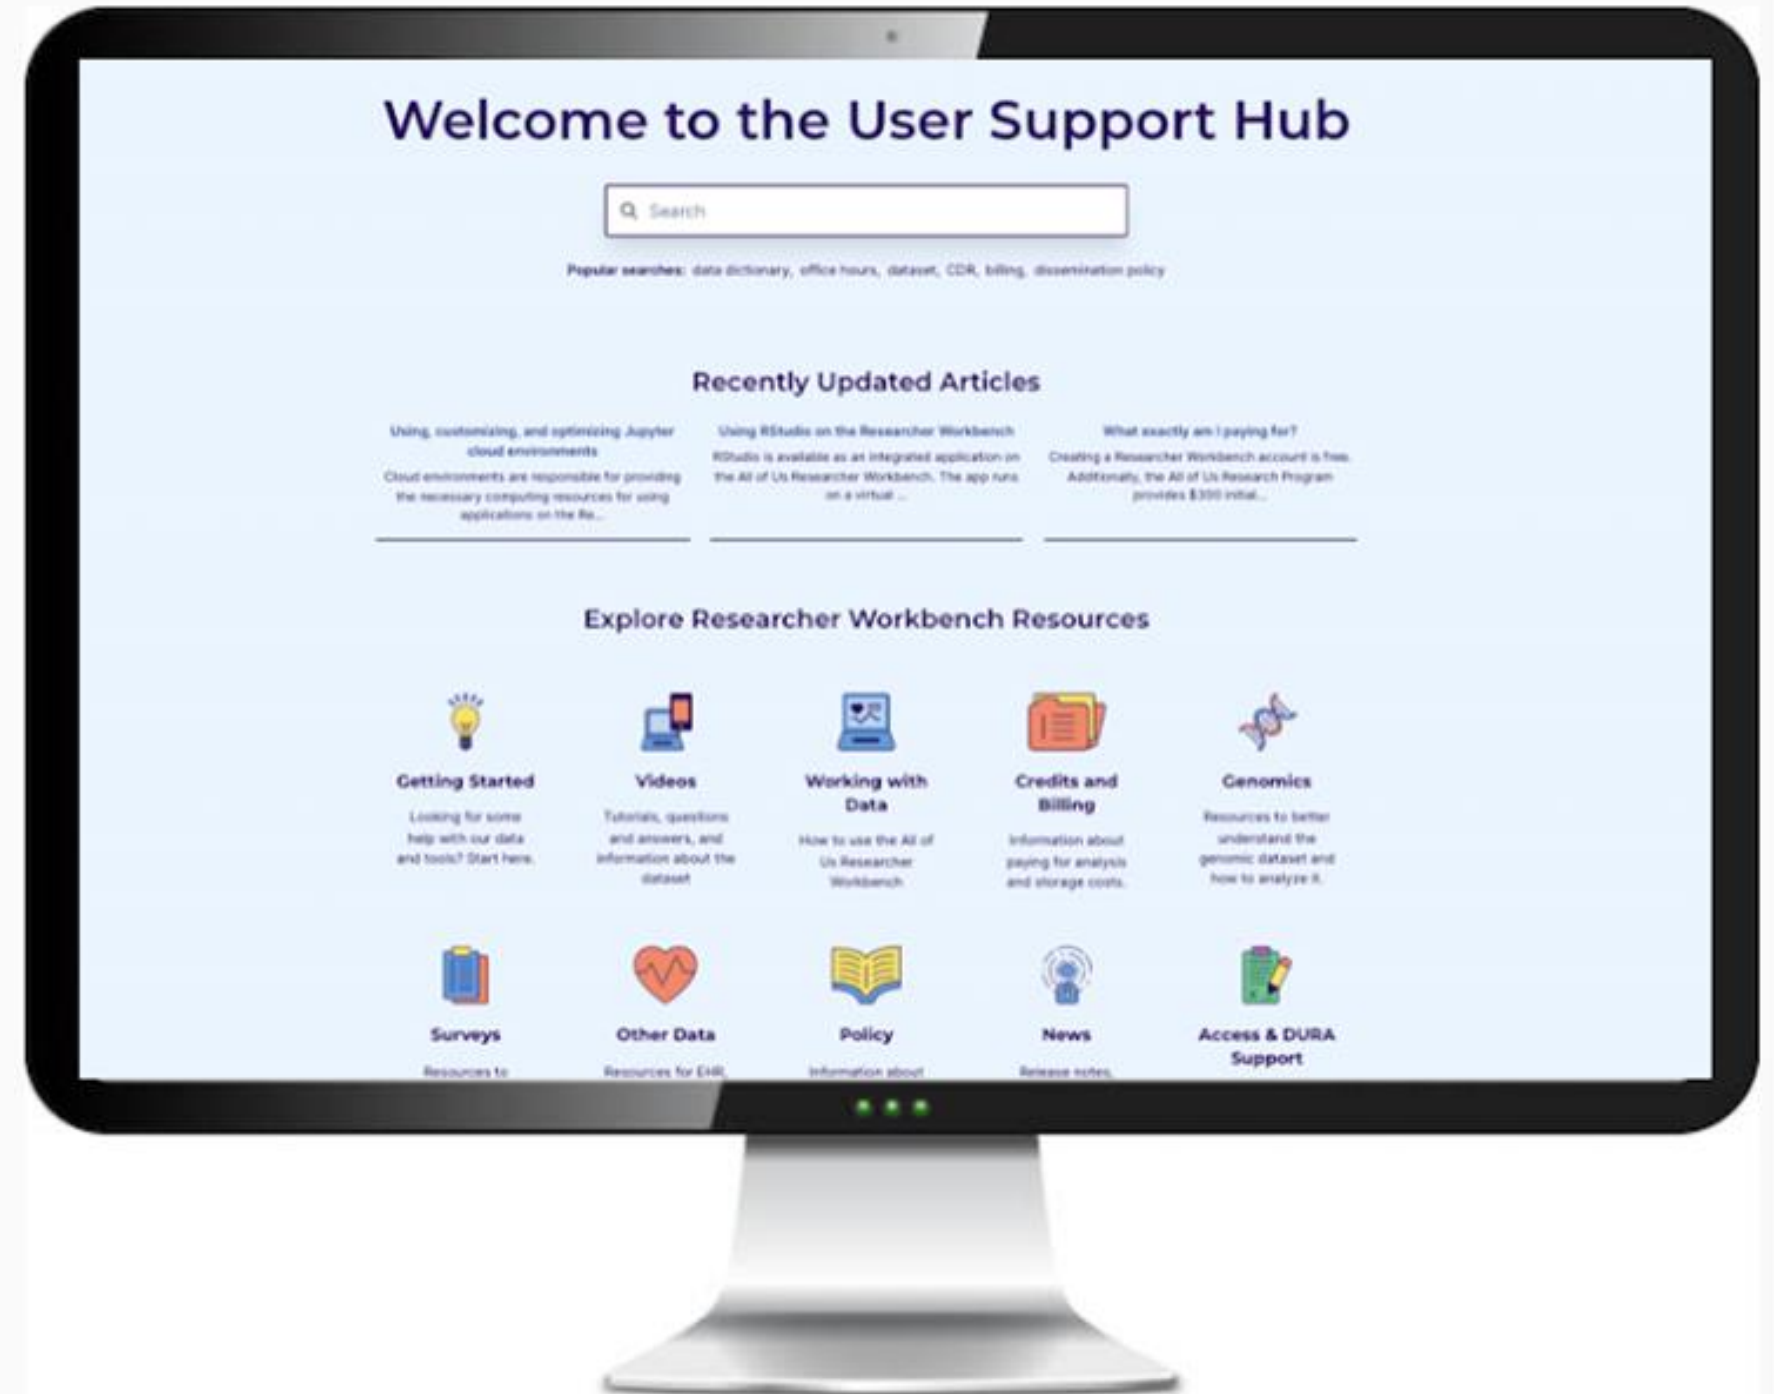 Welcome to the User Support Hub
Search
Popular searches: data dictionary, office hours, dataset, CDR, billing, dissemination policy
Recently Updated Articles
Using, customizing, and optimizing Jupyter
cloud environments
Cloud environments are responsible for providing
the necessary computing resources for using
applications on the Re...
Using RStudio on the Researcher Workbench
RStudio is available as an integrated application on
the All of Us Researcher Workbench. The app runs
on a virtual ...
What exactly am I paying for?
Creating a Researcher Workbench account is free.
Additionally, the All of Us Research Program
provides $300 initial...
Explore Researcher Workbench Resources
Getting Started
Looking for some
help with our data
and tools? Start here.
Videos
Tutorials, questions
and answers, and
information about the
dataset
Working with
Data
How to use the All of
Us Researcher
Workbench
Credits and
Billing
Information about
paying for analysis
and storage costs.
Genomics
Resources to better
understand the
genomic dataset and
how to analyze it.
Surveys
Resources to
Other Data
Resources for EHR,
Policy
Information about
News
Release notes,
Access & DURA
Support